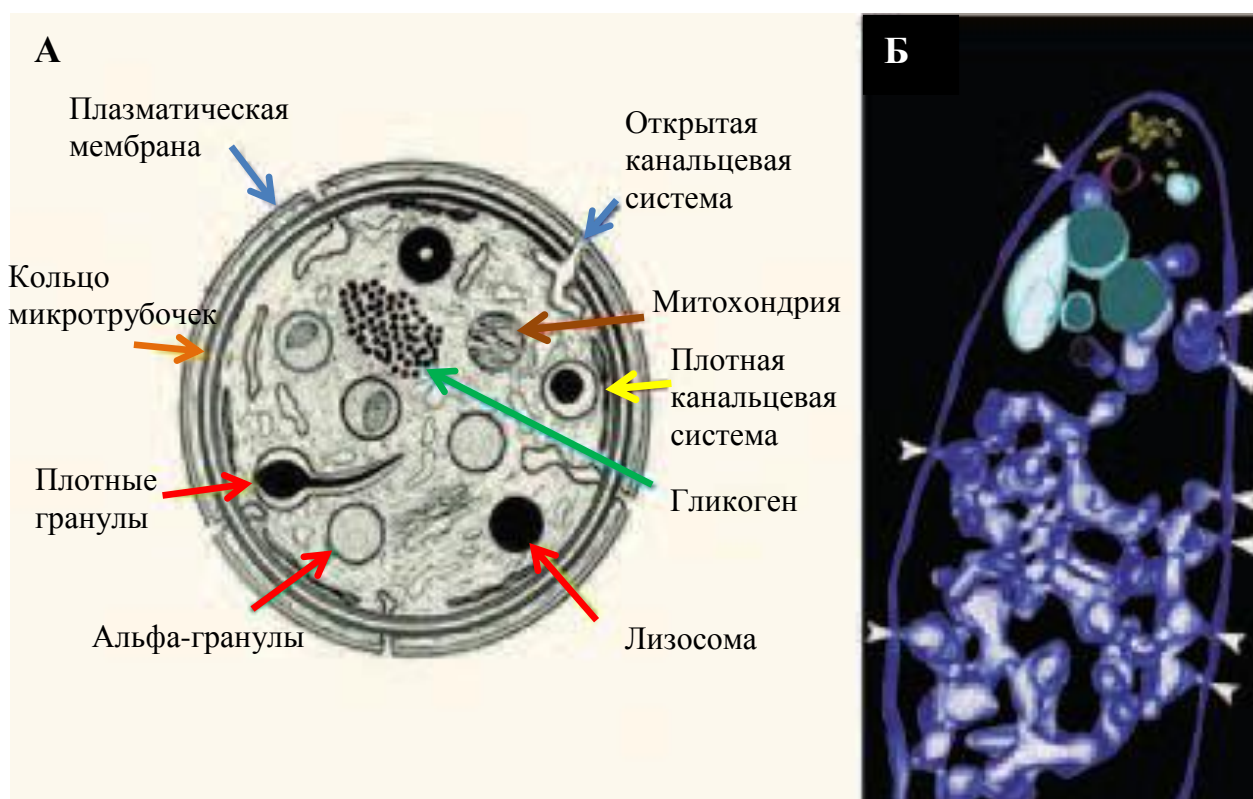 А
Б
Плазматическая
мембрана
Открытая
канальцевая
система
Кольцо
микротрубочек
Митохондрия
Плотная
канальцевая
система
Плотные
гранулы
Гликоген
Альфа-гранулы
Лизосома